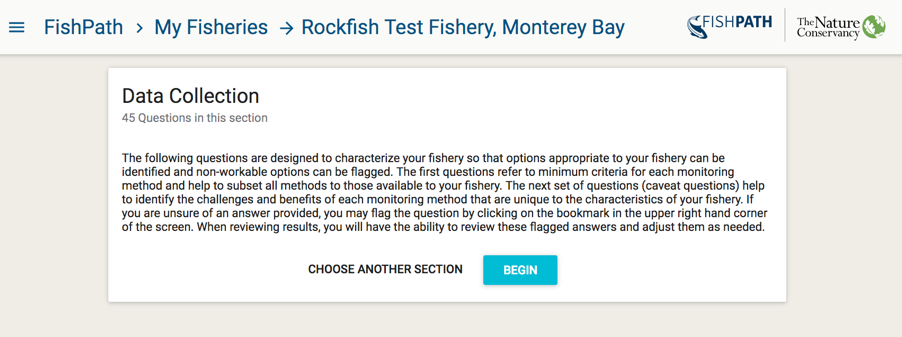 FishPath > My Fisheries → Rockfish Test Fishery, Monterey Bay
FISHPATH
The Nature
Conservancy
Data Collection
45 Questions in this section
The following questions are designed to characterize your fishery so that options appropriate to your fishery can be
identified and non-workable options can be flagged. The first questions refer to minimum criteria for each monitoring
method and help to subset all methods to those available to your fishery. The next set of questions (caveat questions) help
to identify the challenges and benefits of each monitoring method that are unique to the characteristics of your fishery. If
you are unsure of an answer provided, you may flag the question by clicking on the bookmark in the upper right hand corner
of the screen. When reviewing results, you will have the ability to review these flagged answers and adjust them as needed.
CHOOSE ANOTHER SECTION BEGIN